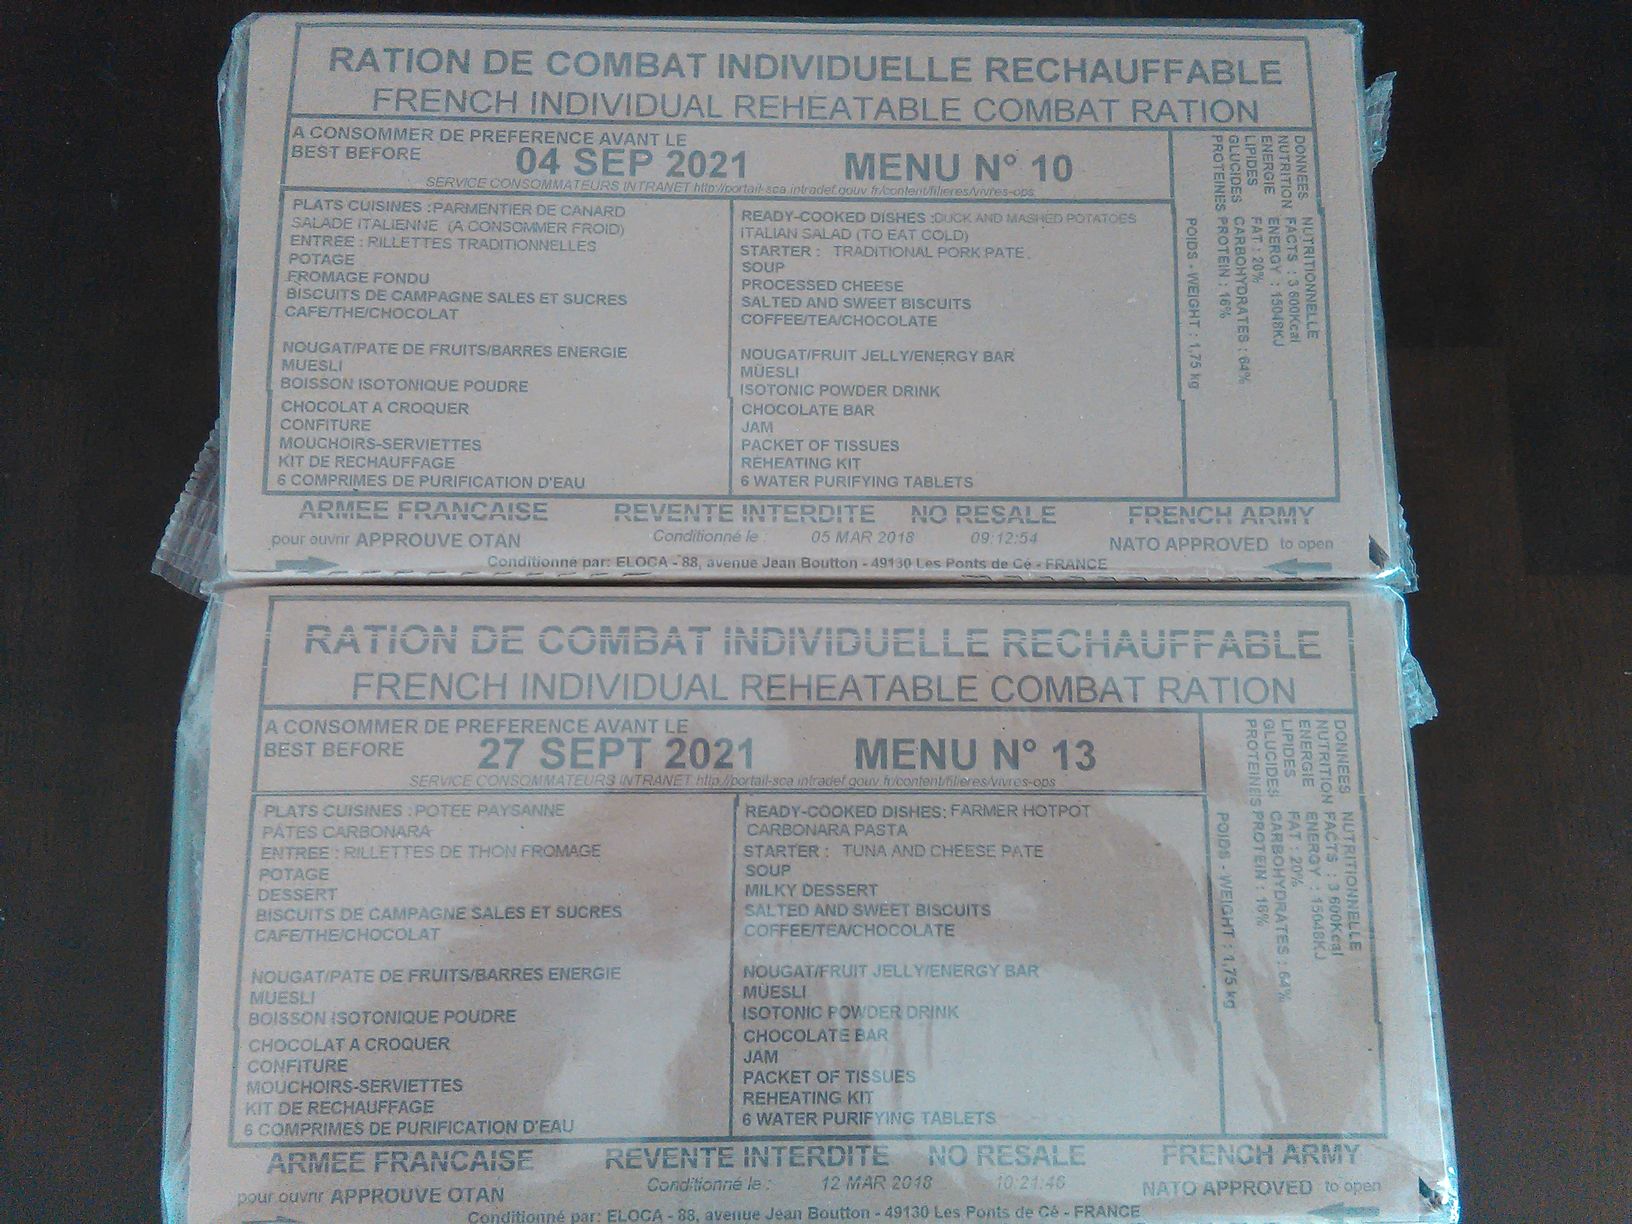 RATION DE COMBAT INDIVIDUELLE RECHAUFFABLE
FRENCH INDIVIDUAL REHEATABLE COMBAT RATION
A CONSOMMER DE PREFERENCE AVANT LE
BEST BEFORE 04 SEP 2021 MENU N° 10
SERVICE CONSOMMATEURS INTRANET http://portail-sca.intradef.gouv.fr/content/filieres/vivres-ops
PLATS CUISINES : PARMENTIER DE CANARD
SALADE ITALIENNE (A CONSOMMER FROID)
ENTREE : RILLETTES TRADITIONNELLES
POTAGE
FROMAGE FONDU
BISCUITS DE CAMPAGNE SALES ET SUCRES
CAFE/THE/CHOCOLAT
NOUGAT/PATE DE FRUITS/BARRES ENERGIE
MUESLI
BOISSON ISOTONIQUE POUDRE
CHOCOLAT A CROQUER
CONFITURE
MOUCHOIRS-SERVIETTES
KIT DE RECHAUFFAGE
6 COMPRIMES DE PURIFICATION D'EAU
READY-COOKED DISHES :DUCK AND MASHED POTATOES
ITALIAN SALAD (TO EAT COLD)
STARTER : TRADITIONAL PORK PATE.
SOUP
PROCESSED CHEESE
SALTED AND SWEET BISCUITS
COFFEE/TEA/CHOCOLATE
NOUGAT/FRUIT JELLY/ENERGY BAR
MÜESLI
ISOTONIC POWDER DRINK
CHOCOLATE BAR
JAM
PACKET OF TISSUES
REHEATING KIT
6 WATER PURIFYING TABLETS
DONNEES NUTRITIONNELLE
NUTRITION FACTS : 3 600Kcal
ENERGIE ENERGY : 15048KJ
LIPIDES FAT : 20%
GLUCIDES CARBOHYDRATES : 64%
PROTEINES PROTEIN : 16%
POIDS - WEIGHT : 1,75 kg
ARMEE FRANCAISE REVENTE INTERDITE NO RESALE FRENCH ARMY
pour ouvrir APPROUVE OTAN Conditionné le : 05 MAR 2018 09:12:54 NATO APPROVED to open
Conditionné par: ELOCA - 88, avenue Jean Boutton - 49130 Les Ponts de Cé - FRANCE
RATION DE COMBAT INDIVIDUELLE RECHAUFFABLE
FRENCH INDIVIDUAL REHEATABLE COMBAT RATION
A CONSOMMER DE PREFERENCE AVANT LE
BEST BEFORE 27 SEPT 2021 MENU N° 13
SERVICE CONSOMMATEURS INTRANET http://portail-sca.intradef.gouv.fr/content/filieres/vivres-ops
PLATS CUISINES : POTEE PAYSANNE
PÂTES CARBONARA
ENTREE : RILLETTES DE THON FROMAGE
POTAGE
DESSERT
BISCUITS DE CAMPAGNE SALES ET SUCRES
CAFE/THE/CHOCOLAT
NOUGAT/PATE DE FRUITS/BARRES ENERGIE
MUESLI
BOISSON ISOTONIQUE POUDRE
CHOCOLAT A CROQUER
CONFITURE
MOUCHOIRS-SERVIETTES
KIT DE RECHAUFFAGE
6 COMPRIMES DE PURIFICATION D'EAU
READY-COOKED DISHES: FARMER HOTPOT
CARBONARA PASTA
STARTER : TUNA AND CHEESE PATE
SOUP
MILKY DESSERT
SALTED AND SWEET BISCUITS
COFFEE/TEA/CHOCOLATE
NOUGAT/FRUIT JELLY/ENERGY BAR
MÜESLI
ISOTONIC POWDER DRINK
CHOCOLATE BAR
JAM
PACKET OF TISSUES
REHEATING KIT
6 WATER PURIFYING TABLETS
DONNEES NUTRITIONNELLE
NUTRITION FACTS : 3 600Kcal
ENERGIE ENERGY : 15048KJ
LIPIDES FAT : 20%
GLUCIDES CARBOHYDRATES : 64%
PROTEINES PROTEIN : 16%
POIDS - WEIGHT : 1,75 kg
ARMEE FRANCAISE REVENTE INTERDITE NO RESALE FRENCH ARMY
pour ouvrir APPROUVE OTAN Conditionné le : 12 MAR 2018 10:21:46 NATO APPROVED to open
Conditionné par: ELOCA - 88, avenue Jean Boutton - 49130 Les Ponts de Cé - FRANCE